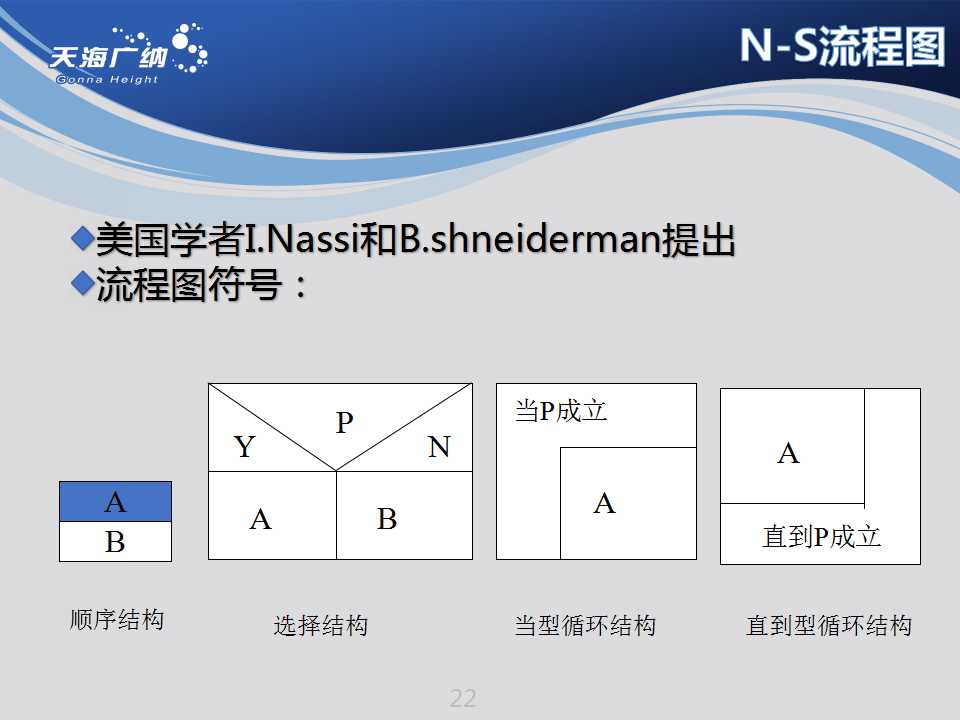 天海广纳
Gonna Height
N-S流程图
美国学者I.Nassi和B.shneiderman提出
流程图符号：
A
B
P
Y
N
A
B
当P成立
A
A
直到P成立
顺序结构
选择结构
当型循环结构
直到型循环结构
22